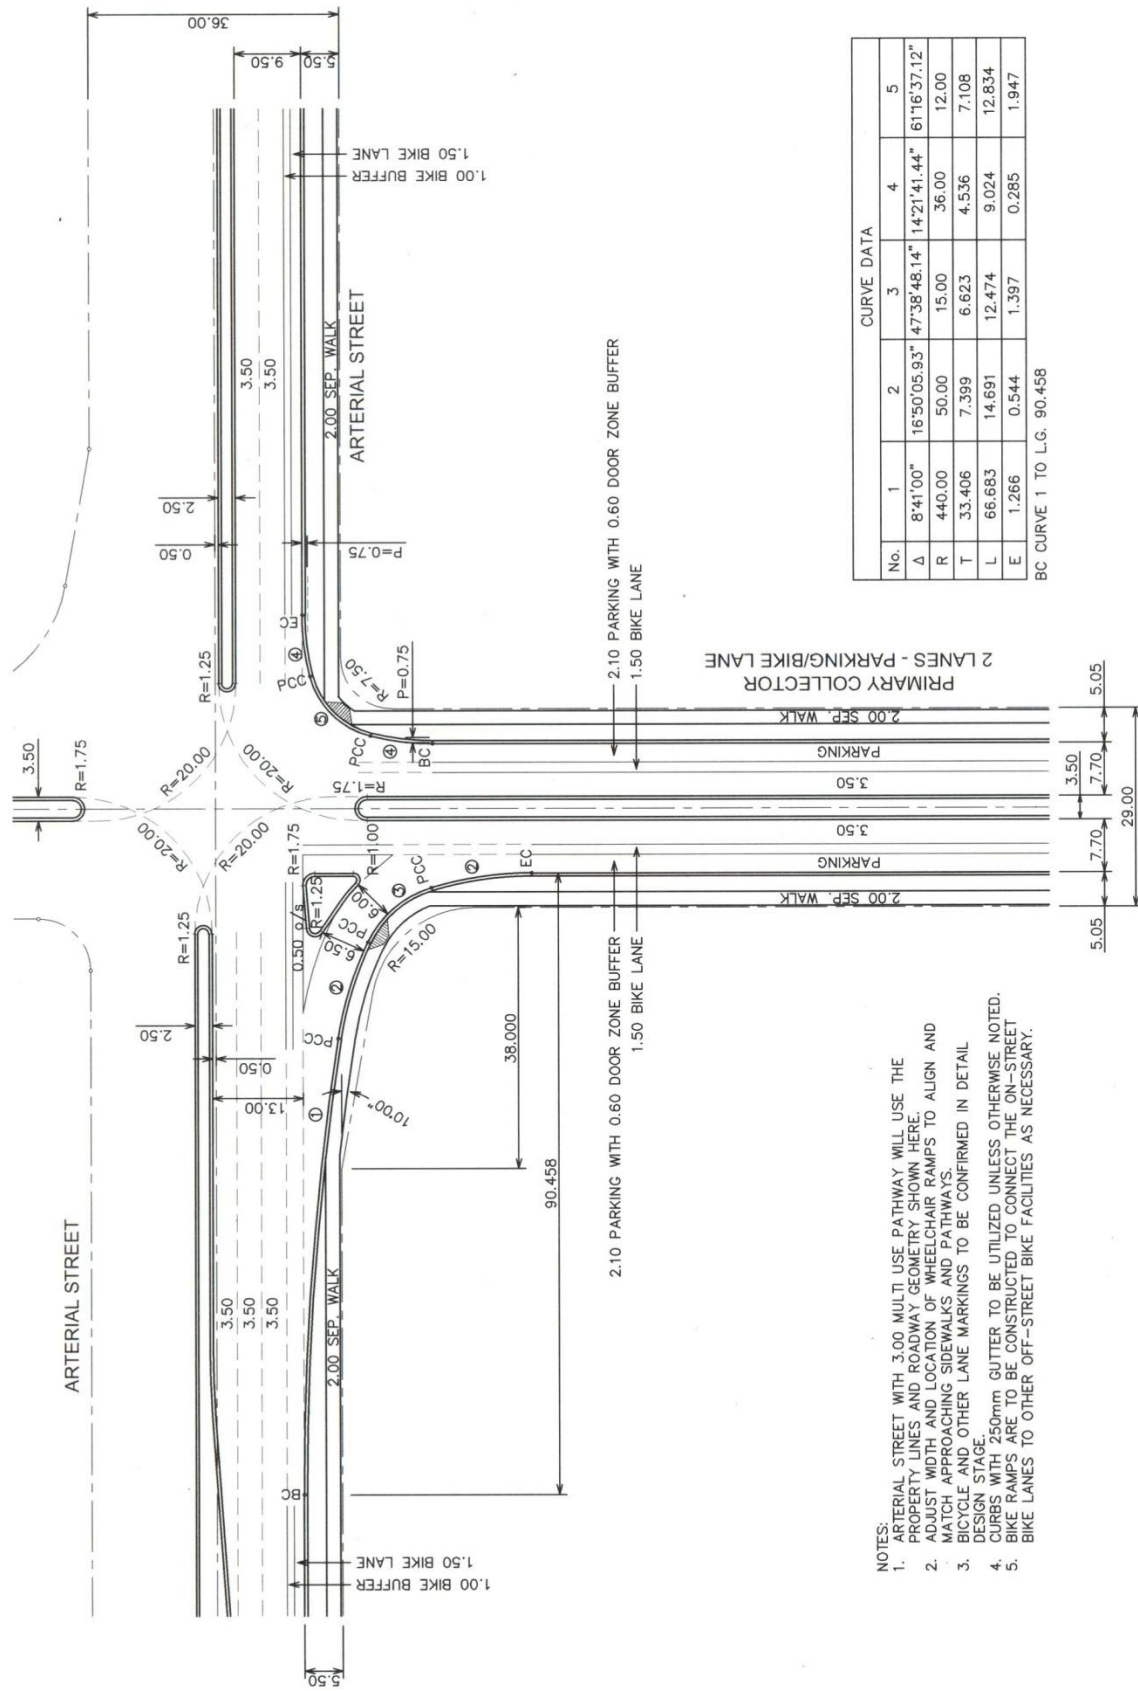 ARTERIAL STREET
36.00
9.50
5.50
1.50 BIKE LANE
1.00 BIKE BUFFER
3.50
3.50
2.50
0.50
2.00 SEP. WALK
ARTERIAL STREET
P=0.75
EC
4
PCC
R=7.50
5
P=0.75
PCC
4
BC
R=1.25
3.50
R=1.75
R=20.00
R=20.00
R=20.00
R=20.00
R=1.75
R=1.75
R=1.00
R=1.25
0.50 o/s
R=1.25
6.00
6.50
PCC
3
PCC
2
EC
R=15.00
2
PCC
2.50
0.50
13.00
1
10°00"
38.000
90.458
3.50
3.50
3.50
2.00 SEP. WALK
BC
1.50 BIKE LANE
1.00 BIKE BUFFER
5.50
2.10 PARKING WITH 0.60 DOOR ZONE BUFFER
1.50 BIKE LANE
2.10 PARKING WITH 0.60 DOOR ZONE BUFFER
1.50 BIKE LANE
PRIMARY COLLECTOR
2 LANES - PARKING/BIKE LANE
2.00 SEP. WALK
PARKING
3.50
3.50
PARKING
2.00 SEP. WALK
5.05
7.70
3.50
7.70
5.05
29.00
CURVE DATA
No. 1 2 3 4 5
Δ 8°41'00" 16°50'05.93" 47°38'48.14" 14°21'41.44" 61°16'37.12"
R 440.00 50.00 15.00 36.00 12.00
T 33.406 7.399 6.623 4.536 7.108
L 66.683 14.691 12.474 9.024 12.834
E 1.266 0.544 1.397 0.285 1.947
BC CURVE 1 TO L.G. 90.458
NOTES:
1. ARTERIAL STREET WITH 3.00 MULTI USE PATHWAY WILL USE THE
PROPERTY LINES AND ROADWAY GEOMETRY SHOWN HERE.
2. ADJUST WIDTH AND LOCATION OF WHEELCHAIR RAMPS TO ALIGN AND
MATCH APPROACHING SIDEWALKS AND PATHWAYS.
3. BICYCLE AND OTHER LANE MARKINGS TO BE CONFIRMED IN DETAIL
DESIGN STAGE.
4. CURBS WITH 250mm GUTTER TO BE UTILIZED UNLESS OTHERWISE NOTED.
5. BIKE RAMPS ARE TO BE CONSTRUCTED TO CONNECT THE ON-STREET
BIKE LANES TO OTHER OFF-STREET BIKE FACILITIES AS NECESSARY.